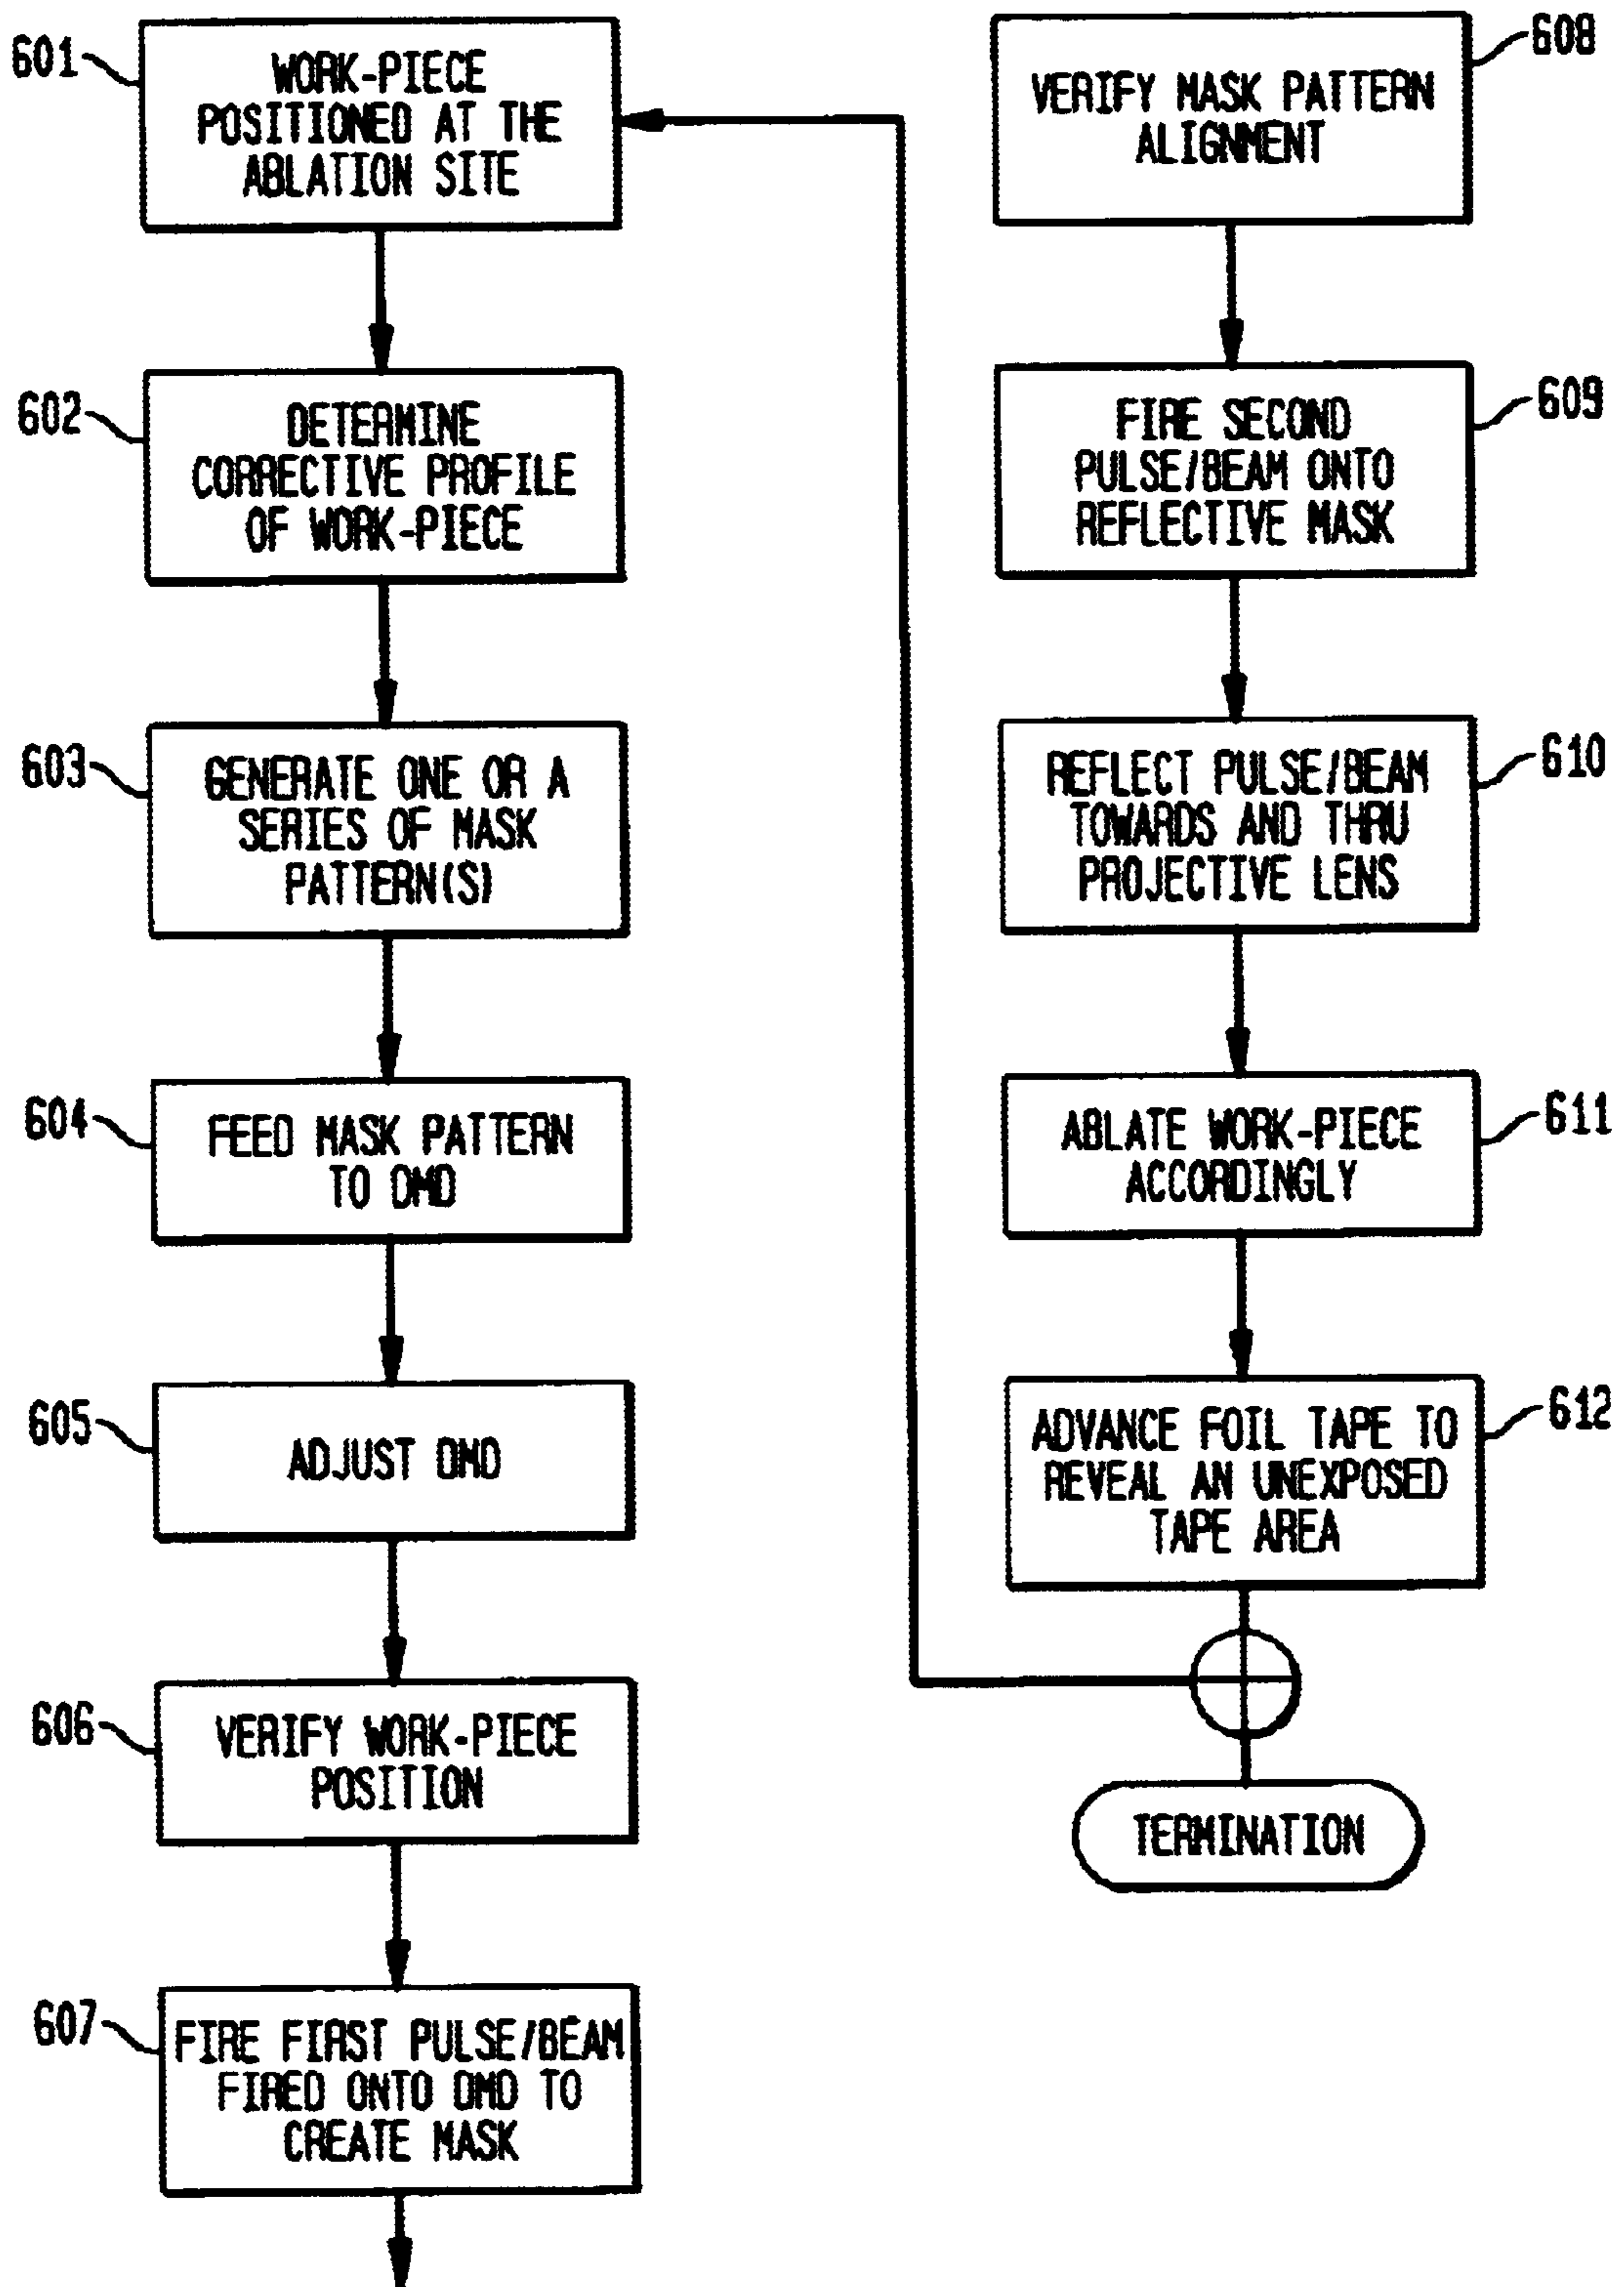 601
WORK-PIECE
POSITIONED AT THE
ABLATION SITE
602
DETERMINE
CORRECTIVE PROFILE
OF WORK-PIECE
603
GENERATE ONE OR A
SERIES OF MASK
PATTERN(S)
604
FEED MASK PATTERN
TO DMD
605
ADJUST DMD
606
VERIFY WORK-PIECE
POSITION
607
FIRE FIRST PULSE/BEAM
FIRED ONTO DMD TO
CREATE MASK
608
VERIFY MASK PATTERN
ALIGNMENT
609
FIRE SECOND
PULSE/BEAM ONTO
REFLECTIVE MASK
610
REFLECT PULSE/BEAM
TOWARDS AND THRU
PROJECTIVE LENS
611
ABLATE WORK-PIECE
ACCORDINGLY
612
ADVANCE FOIL TAPE TO
REVEAL AN UNEXPOSED
TAPE AREA
TERMINATION